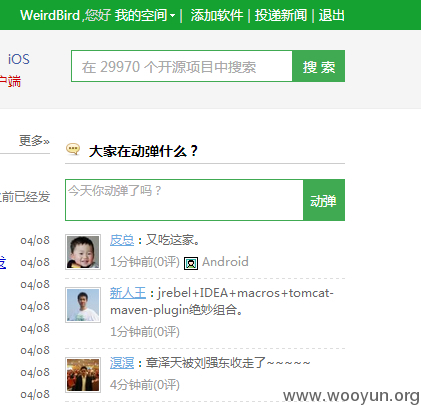 WeirdBird ,您好 我的空间 | 添加软件 | 投递新闻 | 退出
iOS
户端
在 29970 个开源项目中搜索
搜 索
更多»
大家在动弹什么？
前已经发
今天你动弹了吗？
动弹
04/08
皮总：又吃这家。
1分钟前(0评) Android
04/08
04/08
04/08
新人王：jrebel+IDEA+macros+tomcat-
maven-plugin绝妙组合。
04/08
1分钟前(0评)
04/08
04/08
溟溟：章泽天被刘强东收走了~~~~~
4分钟前(0评)
04/08
www.wooyun.org